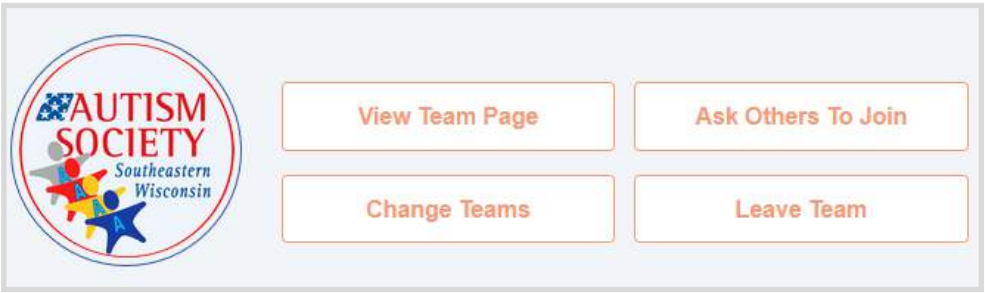 AUTISM
SOCIETY
Southeastern
Wisconsin
View Team Page
Ask Others To Join
Change Teams
Leave Team